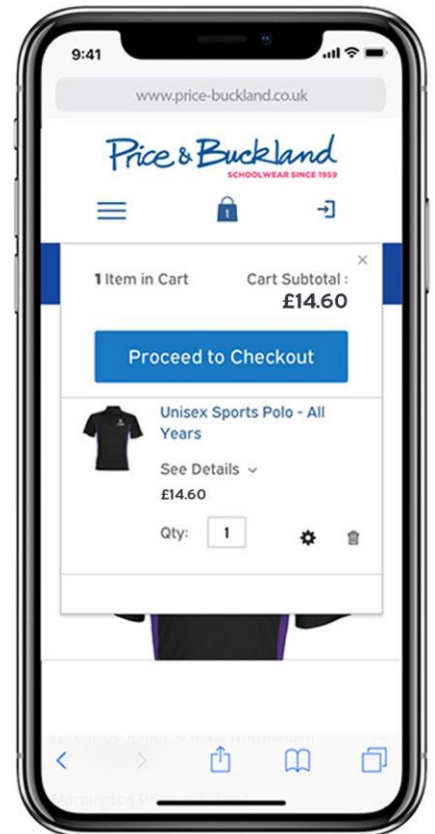 9:41
www.price-buckland.co.uk
Price & Buckland
SCHOOLWEAR SINCE 1959
1
1 Item in Cart
Cart Subtotal :
£14.60
Proceed to Checkout
Unisex Sports Polo - All
Years
See Details
£14.60
Qty: 1